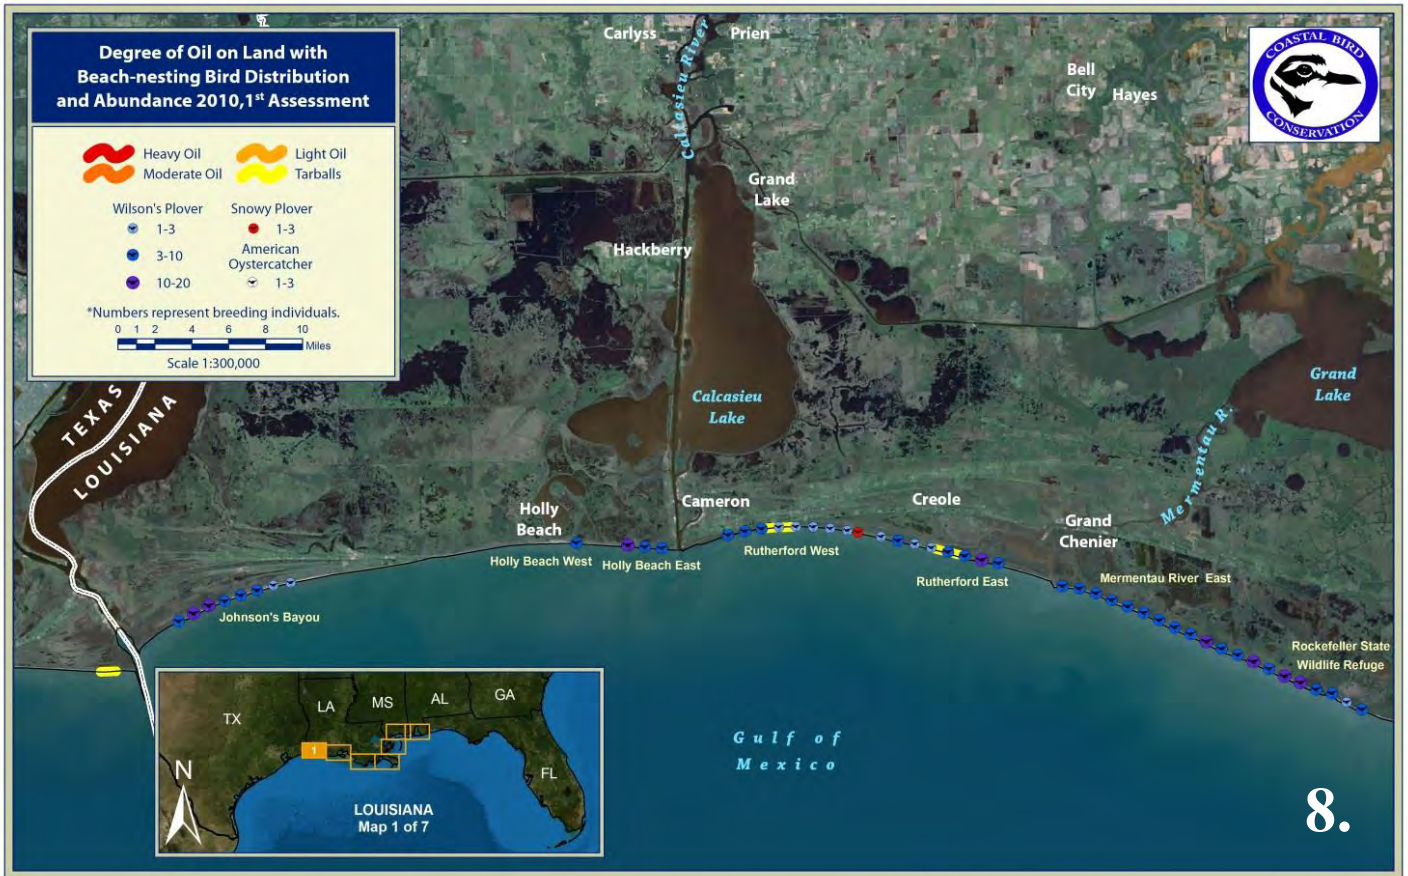 Degree of Oil on Land with
Beach-nesting Bird Distribution
and Abundance 2010,1st Assessment
Heavy Oil
Moderate Oil
Light Oil
Tarballs
Wilson's Plover
1-3
3-10
10-20
Snowy Plover
1-3
American
Oystercatcher
1-3
*Numbers represent breeding individuals.
0 1 2 4 6 8 10
Miles
Scale 1:300,000
COASTAL BIRD
CONSERVATION
Carlyss
Prien
Calcasieu River
Bell
City
Hayes
Grand
Lake
Hackberry
Calcasieu
Lake
Grand
Lake
Mermentau R.
TEXAS
LOUISIANA
Holly
Beach
Cameron
Creole
Grand
Chenier
Holly Beach West
Holly Beach East
Rutherford West
Rutherford East
Mermentau River East
Johnson's Bayou
Rockefeller State
Wildlife Refuge
Gulf of
Mexico
TX
LA
MS
AL
GA
FL
1
N
LOUISIANA
Map 1 of 7
8.